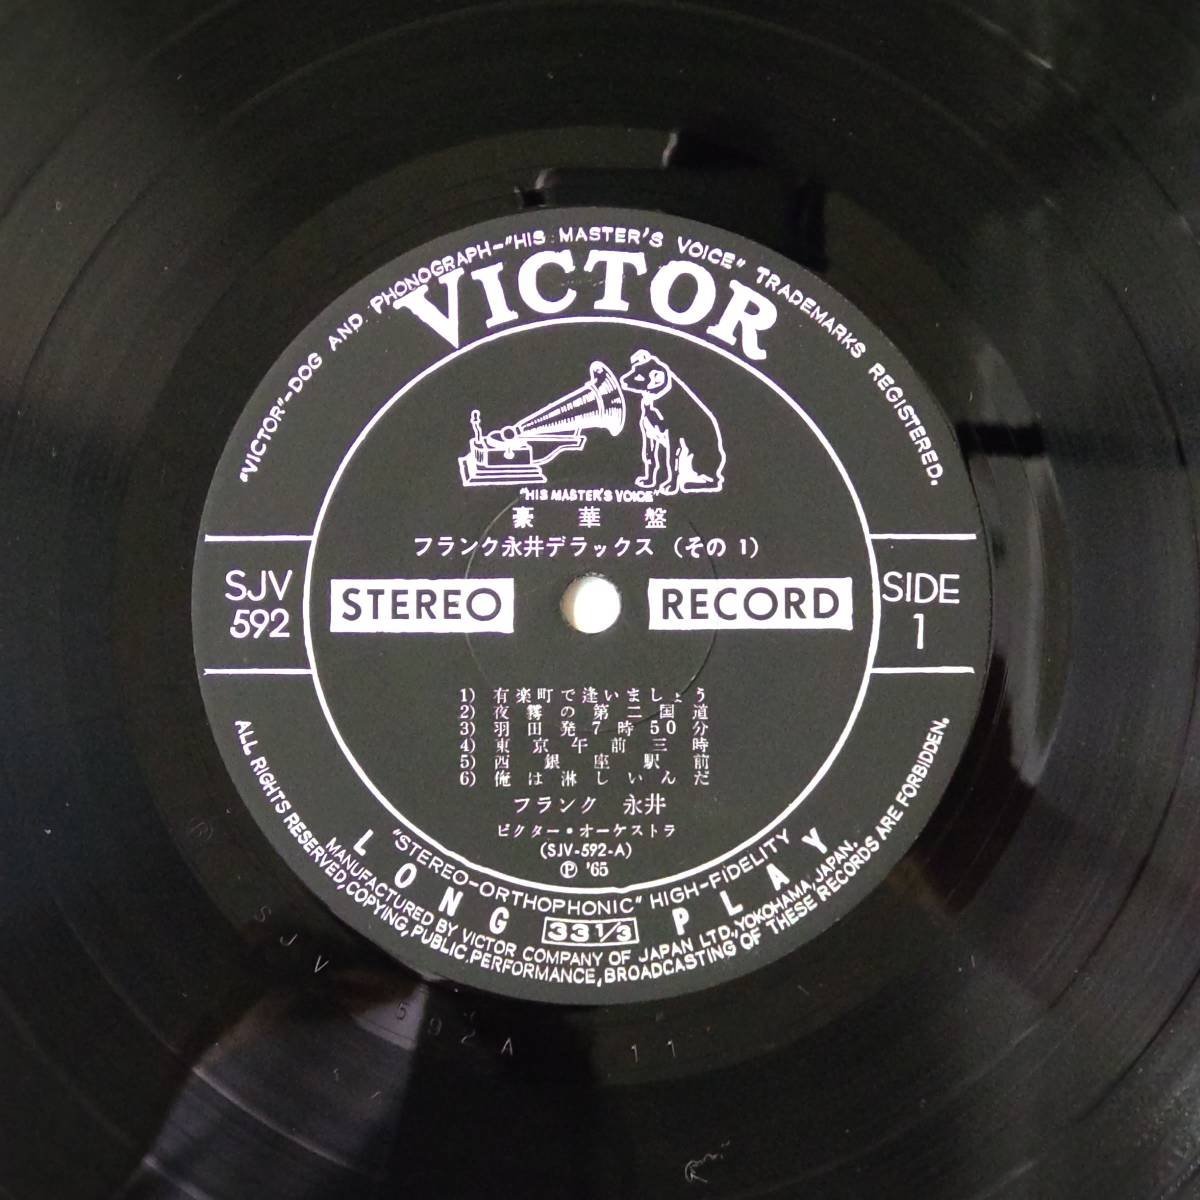 "VICTOR"–DOG AND PHONOGRAPH–"HIS MASTER'S VOICE" TRADEMARKS REGISTERED.
VICTOR
"HIS MASTER'S VOICE"
豪華盤
フランク永井デラックス (その1)
SJV
592
STEREO RECORD
SIDE
1
1) 有楽町で逢いましょう
2) 夜霧の第二国道
3) 羽田発7時50分
4) 東京午前三時
5) 西銀座駅前
6) 俺は淋しいんだ
フランク 永井
ビクター・オーケストラ
(SJV-592-A)
Ⓟ '65
"STEREO-ORTHOPHONIC" HIGH-FIDELITY
LONG 33 1/3 PLAY
MANUFACTURED BY VICTOR COMPANY OF JAPAN LTD., YOKOHAMA, JAPAN.
ALL RIGHTS RESERVED, COPYING, PUBLIC PERFORMANCE, BROADCASTING OF THESE RECORDS ARE FORBIDDEN.
SJV 592 A 11